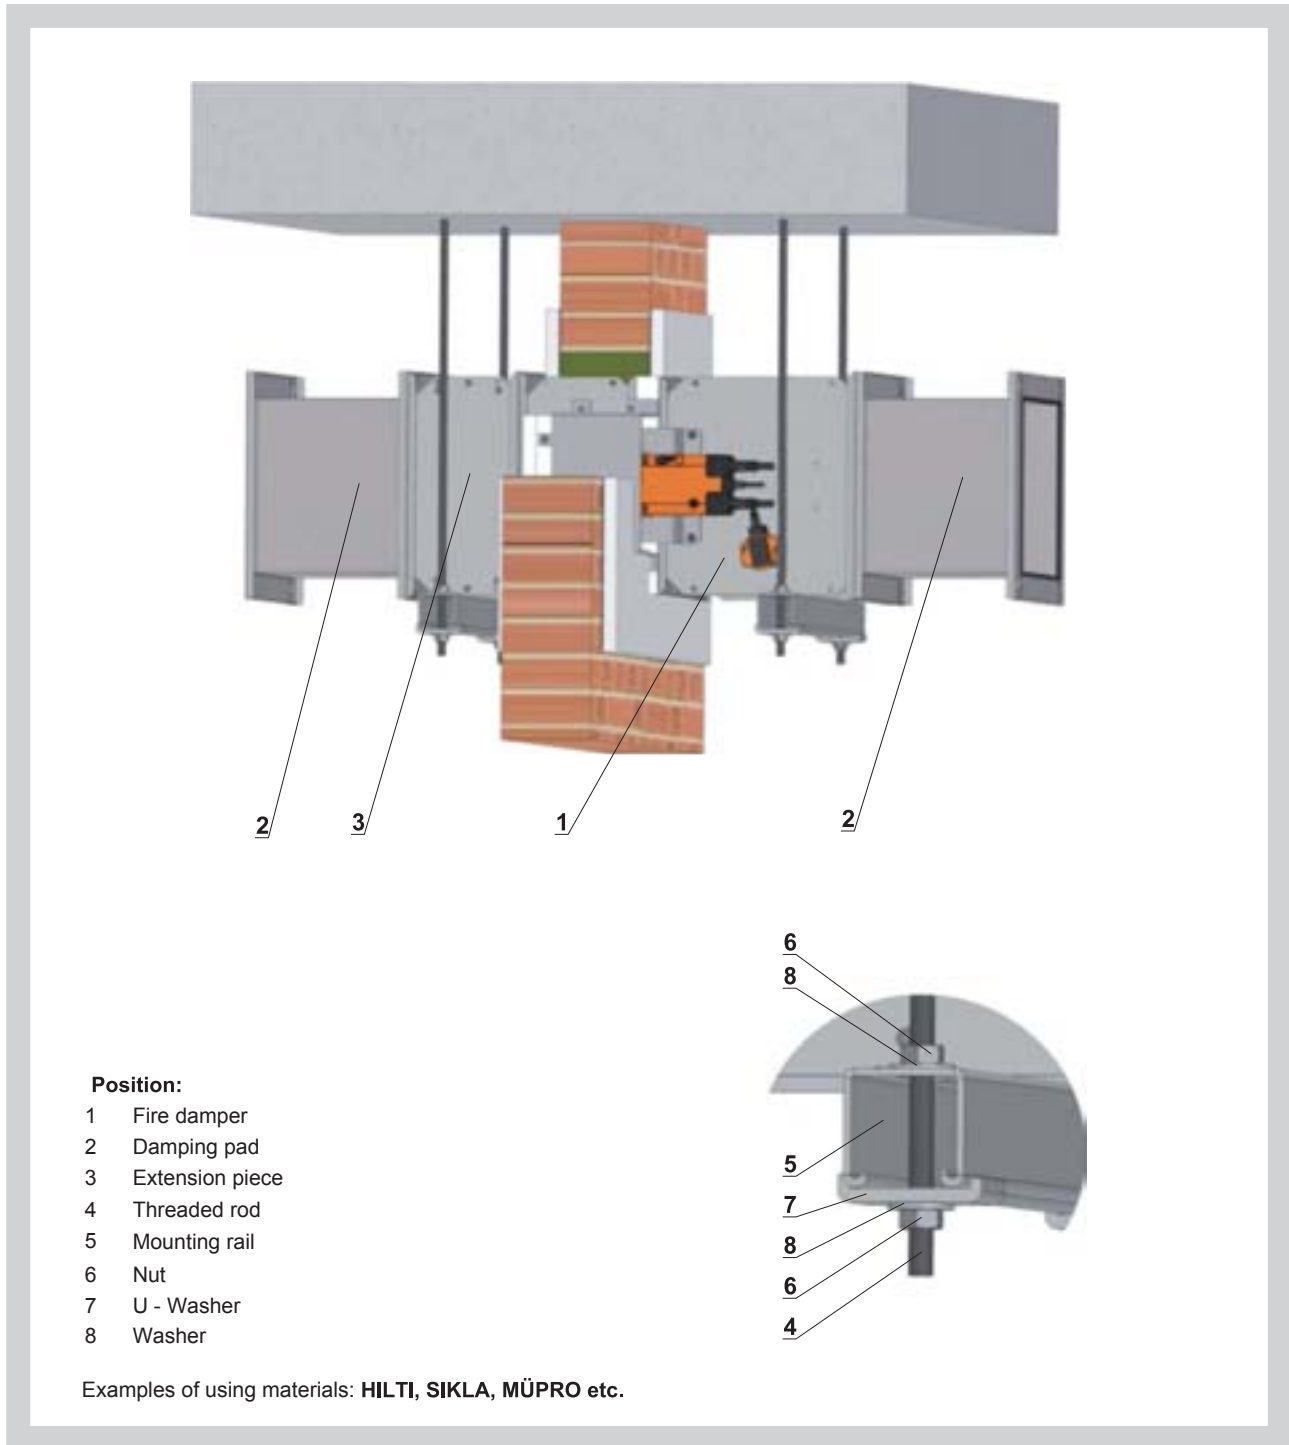 2
3
1
2
6
8
5
7
8
6
4
Position:
1 Fire damper
2 Damping pad
3 Extension piece
4 Threaded rod
5 Mounting rail
6 Nut
7 U - Washer
8 Washer
Examples of using materials: HILTI, SIKLA, MÜPRO etc.